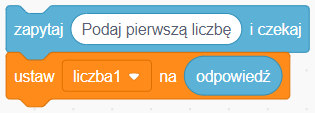 zapytaj Podaj pierwszą liczbę i czekaj
ustaw liczba1 na odpowiedź